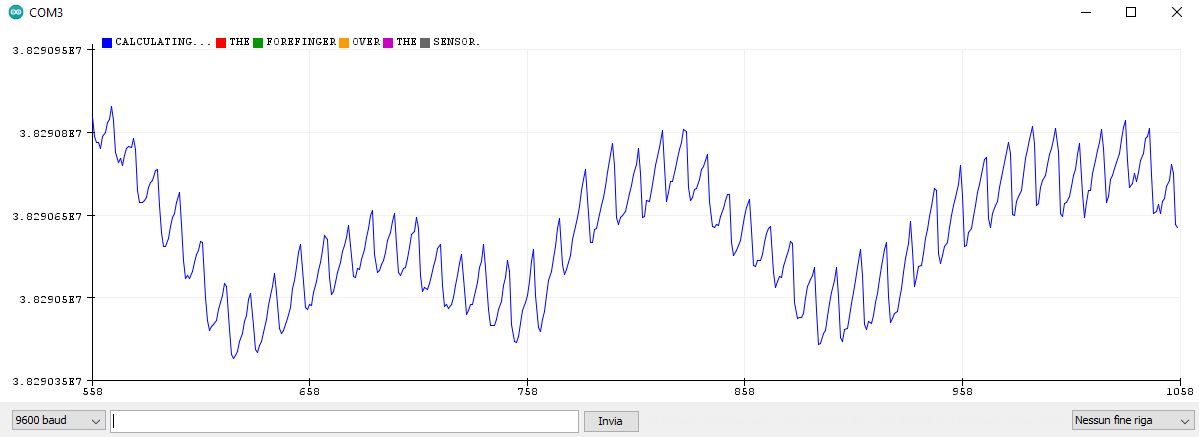 COM3
CALCULATING... THE FOREFINGER OVER THE SENSOR.
3.829095E7
3.82908E7
3.829065E7
3.82905E7
3.829035E7
558 658 758 858 958 1058
9600 baud Invia Nessun fine riga